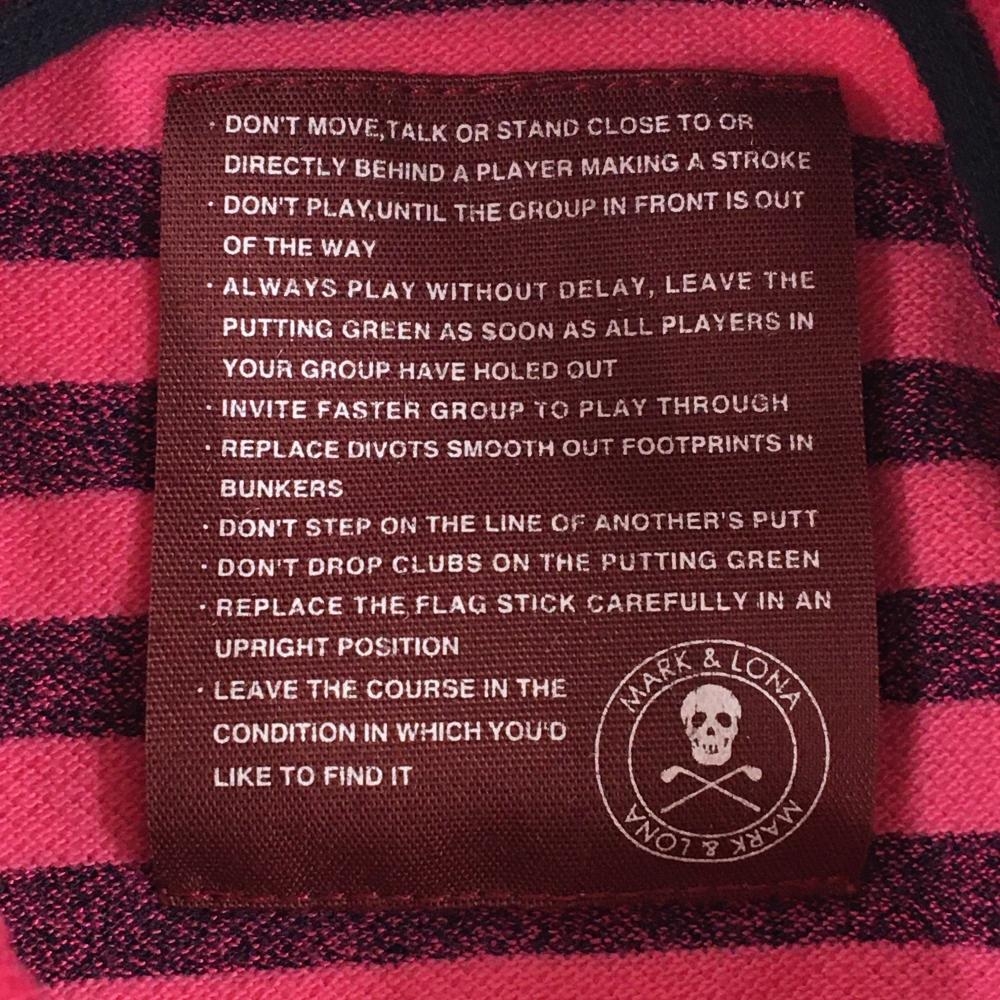 · DON'T MOVE,TALK OR STAND CLOSE TO OR
DIRECTLY BEHIND A PLAYER MAKING A STROKE
· DON'T PLAY,UNTIL THE GROUP IN FRONT IS OUT
OF THE WAY
· ALWAYS PLAY WITHOUT DELAY, LEAVE THE
PUTTING GREEN AS SOON AS ALL PLAYERS IN
YOUR GROUP HAVE HOLED OUT
· INVITE FASTER GROUP TO PLAY THROUGH
· REPLACE DIVOTS SMOOTH OUT FOOTPRINTS IN
BUNKERS
· DON'T STEP ON THE LINE OF ANOTHER'S PUTT
· DON'T DROP CLUBS ON THE PUTTING GREEN
· REPLACE THE FLAG STICK CAREFULLY IN AN
UPRIGHT POSITION
· LEAVE THE COURSE IN THE
CONDITION IN WHICH YOU'D
LIKE TO FIND IT
MARK & LONA
MARK & LONA